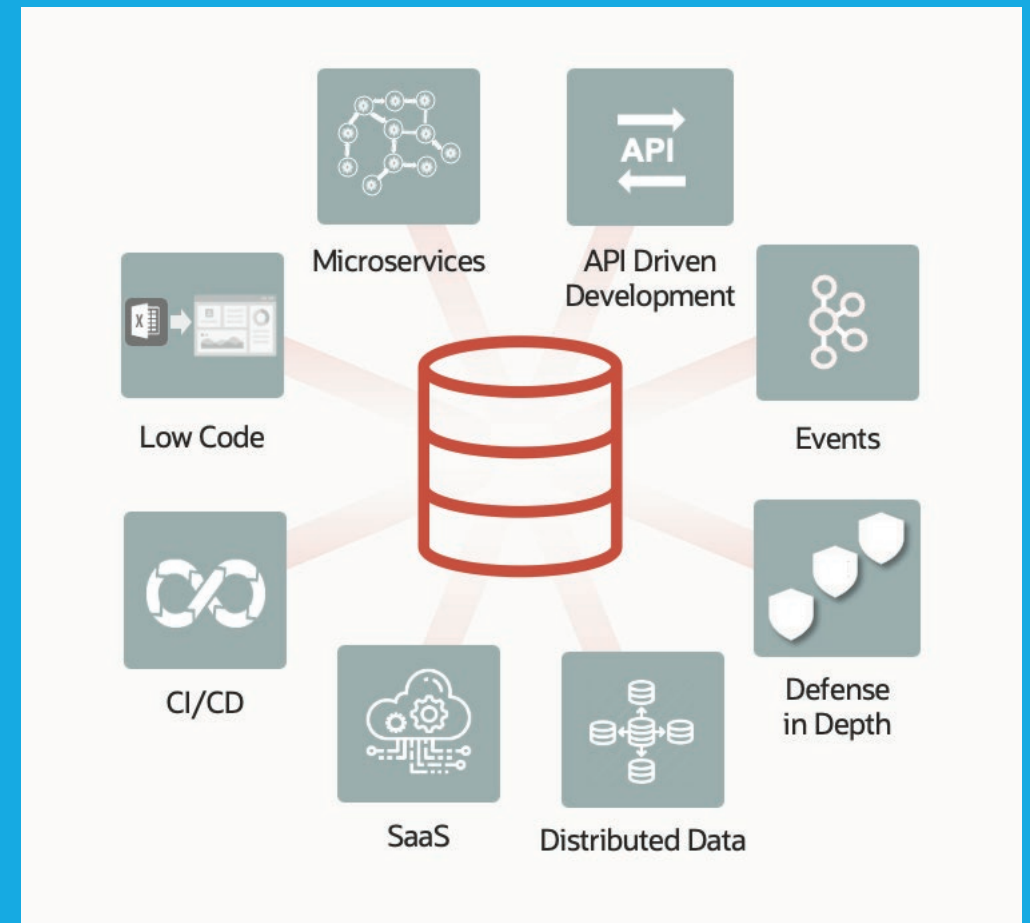 Microservices
API
API Driven
Development
Low Code
X
Events
CI/CD
Defense
in Depth
SaaS
Distributed Data